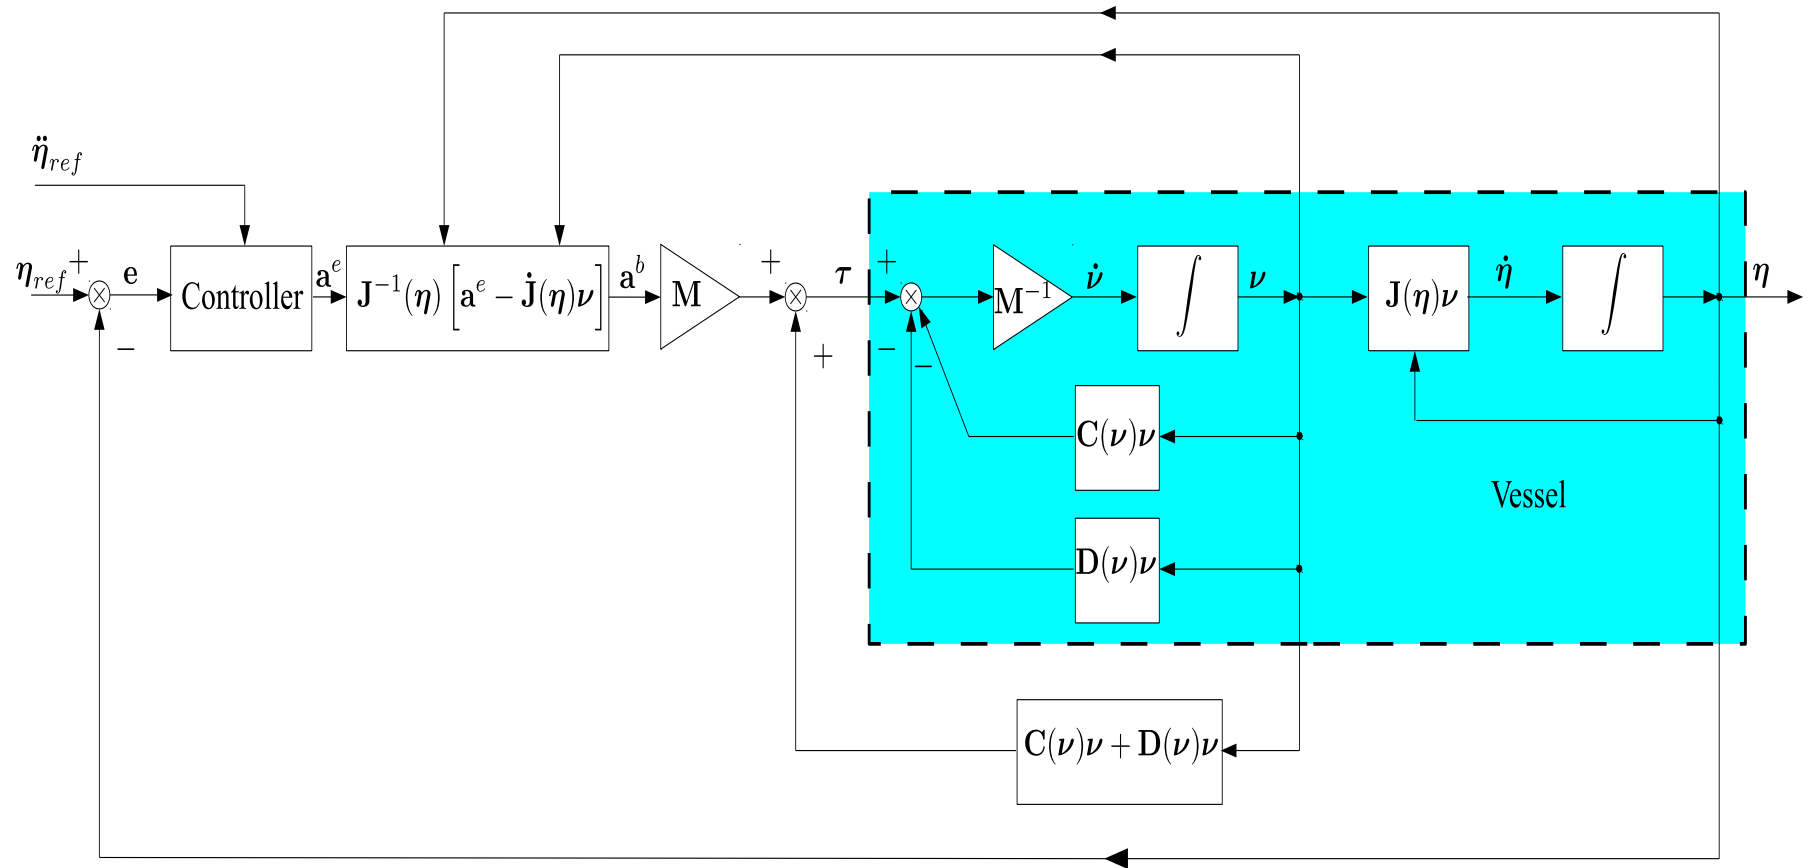 η̈_ref
η_ref
+
−
e
Controller
a^e
J⁻¹(η) [a^e − J̇(η)ν]
a^b
M
+
+
τ
+
−
−
M⁻¹
ν̇
∫
ν
J(η)ν
η̇
∫
η
C(ν)ν
Vessel
D(ν)ν
C(ν)ν + D(ν)ν